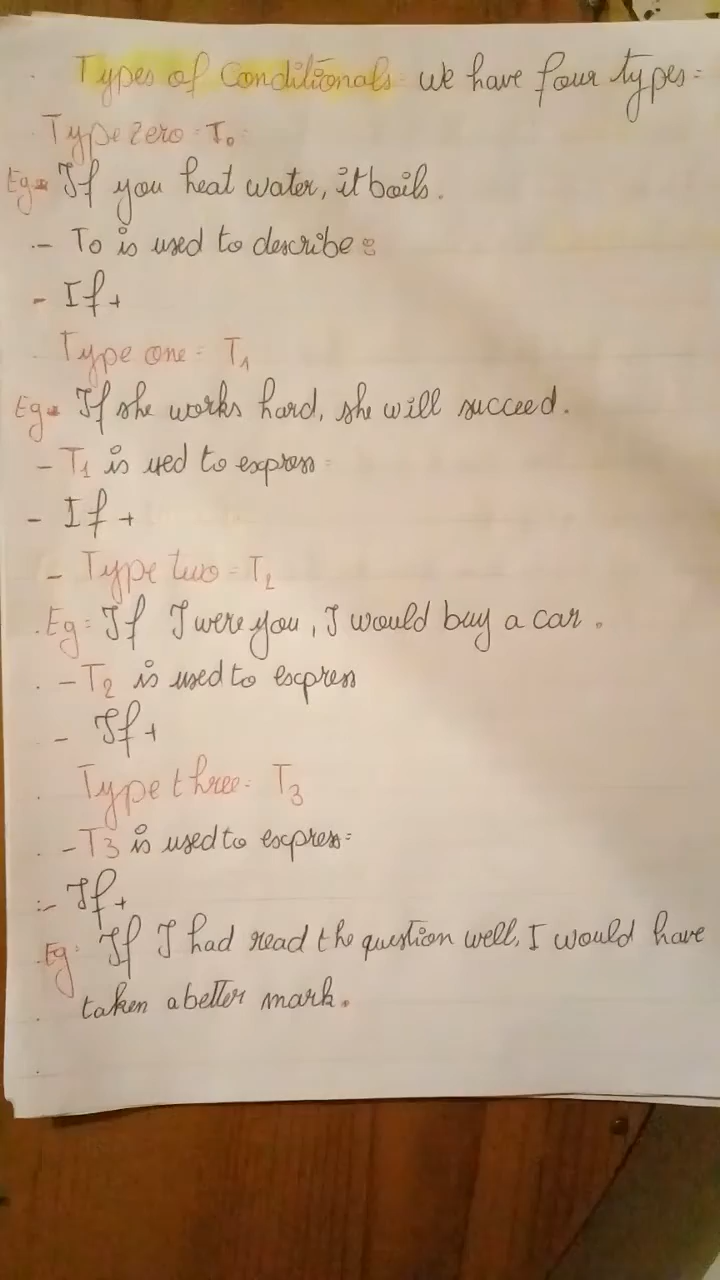 Types of Conditionals: we have four types:
Type zero: T0:
Eg: If you heat water, it boils.
- T0 is used to describe:
- If +
Type one: T1
Eg: If she works hard, she will succeed.
- T1 is used to express:
- If +
- Type two: T2
Eg: If I were you, I would buy a car.
- T2 is used to express
- If +
Type three: T3
- T3 is used to express:
- If +
Eg: If I had read the question well, I would have
taken a better mark.